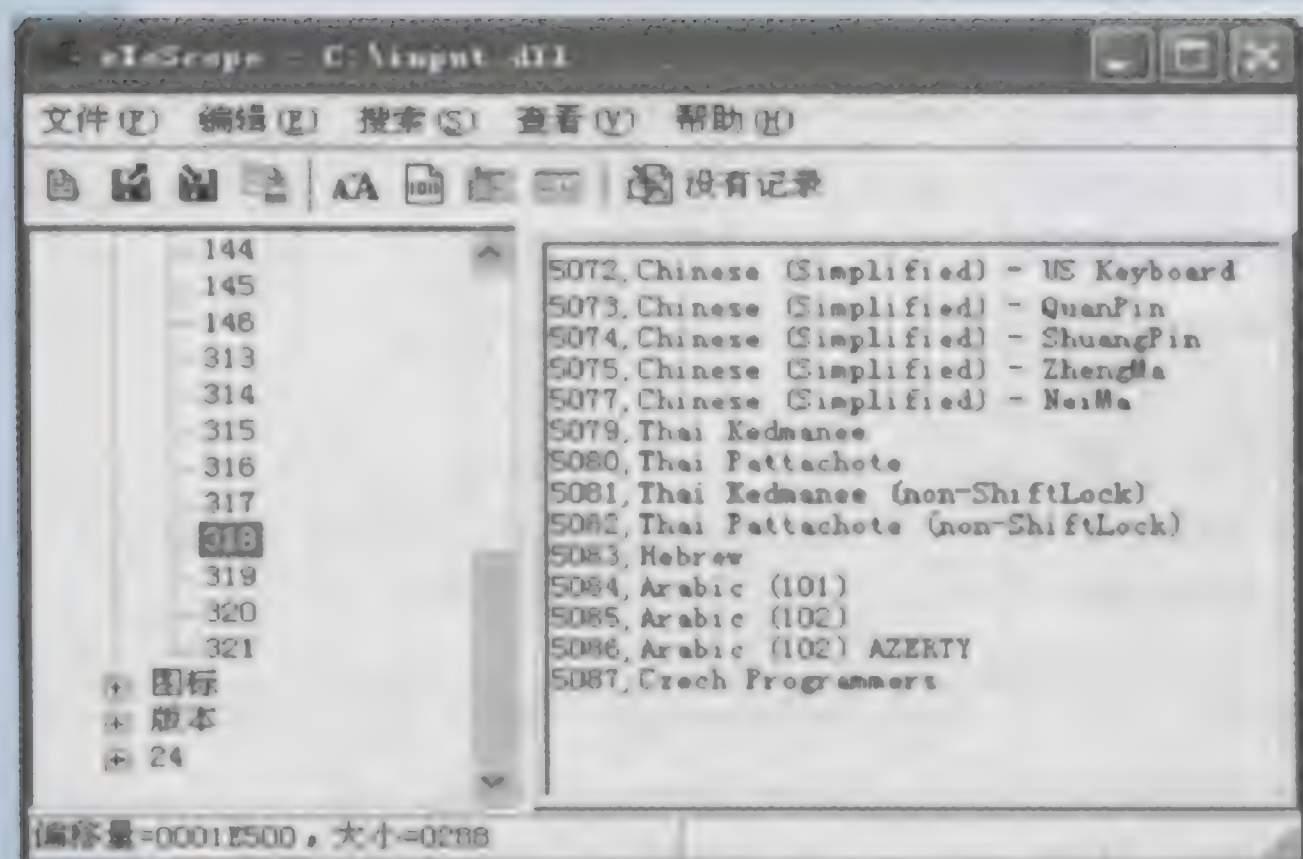 eXeScope - C:\input.dll
文件(F) 编辑(E) 搜索(S) 查看(V) 帮助(H)
没有记录
144
145
146
313
314
315
316
317
318
319
320
321
图标
版本
24
5072,Chinese (Simplified) - US Keyboard
5073,Chinese (Simplified) - QuanPin
5074,Chinese (Simplified) - ShuangPin
5075,Chinese (Simplified) - ZhengMa
5077,Chinese (Simplified) - NeiMa
5079,Thai Kedmanee
5080,Thai Pattachote
5081,Thai Kedmanee (non-ShiftLock)
5082,Thai Pattachote (non-ShiftLock)
5083,Hebrew
5084,Arabic (101)
5085,Arabic (102)
5086,Arabic (102) AZERTY
5087,Czech Programmers
偏移量=0001E500，大小=0288